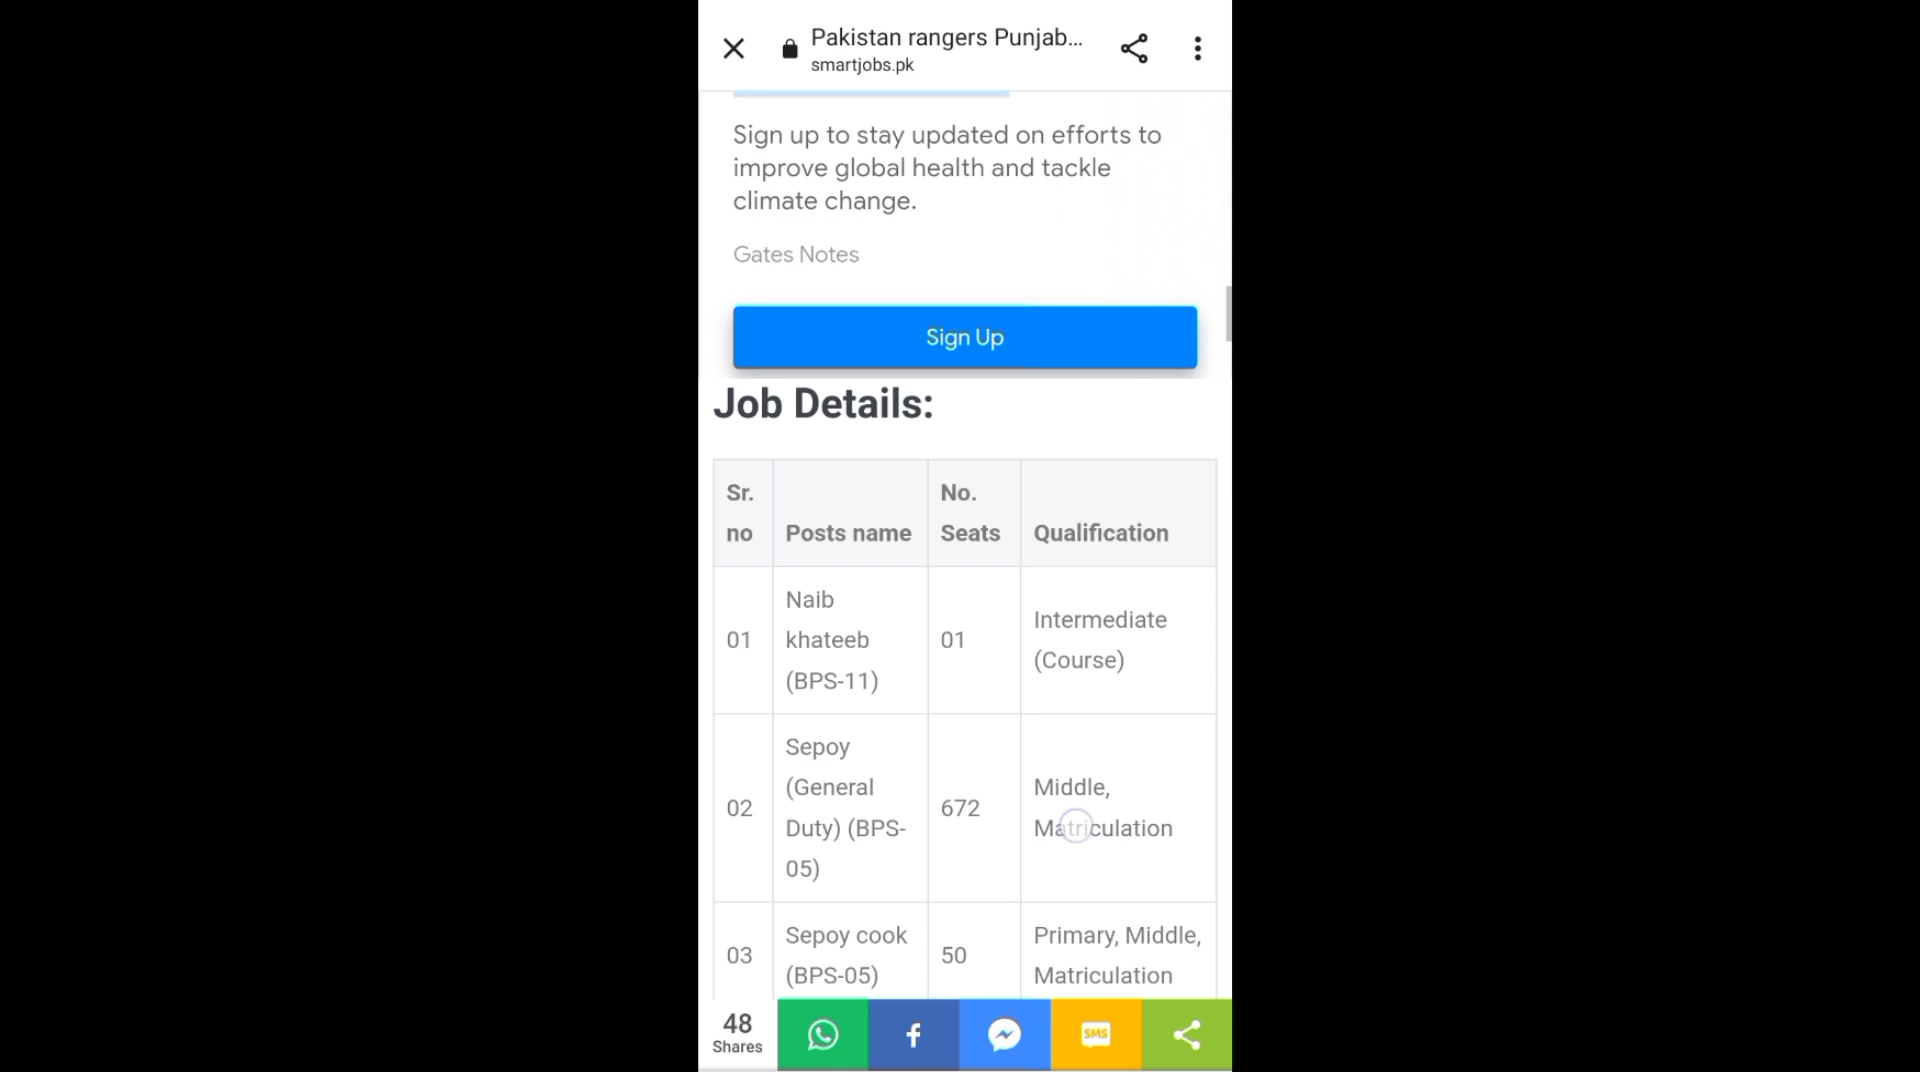 Pakistan rangers Punjab...
smartjobs.pk
Sign up to stay updated on efforts to
improve global health and tackle
climate change.
Gates Notes
Sign Up
Job Details:
Sr. no
Posts name
No. Seats
Qualification
01
Naib
khateeb
(BPS-11)
01
Intermediate
(Course)
02
Sepoy
(General
Duty) (BPS-
05)
672
Middle,
Matriculation
03
Sepoy cook
(BPS-05)
50
Primary, Middle,
Matriculation
48
Shares
SMS